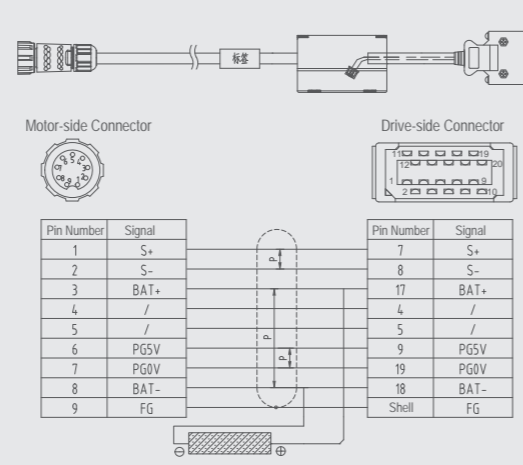 标签
Motor-side Connector Drive-side Connector
11 19
12 20
1 9
2 10
Pin Number Signal Pin Number Signal
1 S+ P 7 S+
2 S- 8 S-
3 BAT+ 17 BAT+
4 / 4 /
5 / P 5 /
6 PG5V P 9 PG5V
7 PG0V 19 PG0V
8 BAT- 18 BAT-
9 FG Shell FG
⊖ ⊕